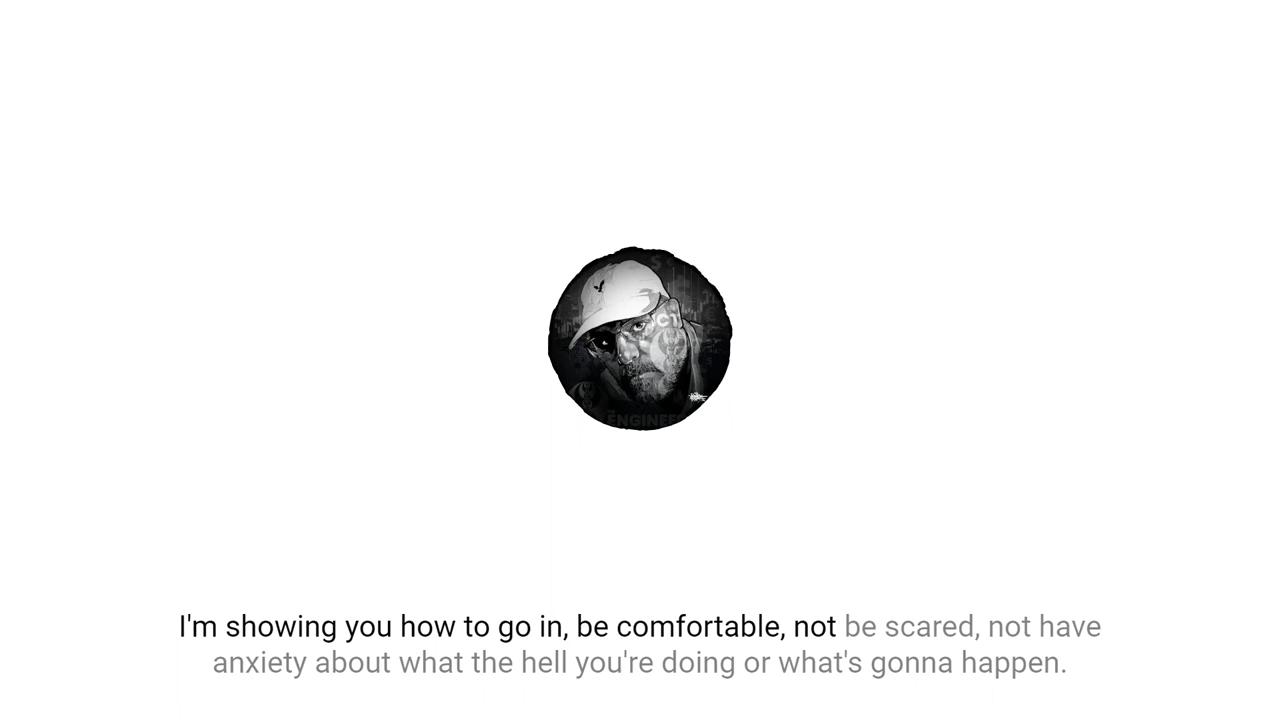 ENGINEE
I'm showing you how to go in, be comfortable, not be scared, not have
anxiety about what the hell you're doing or what's gonna happen.